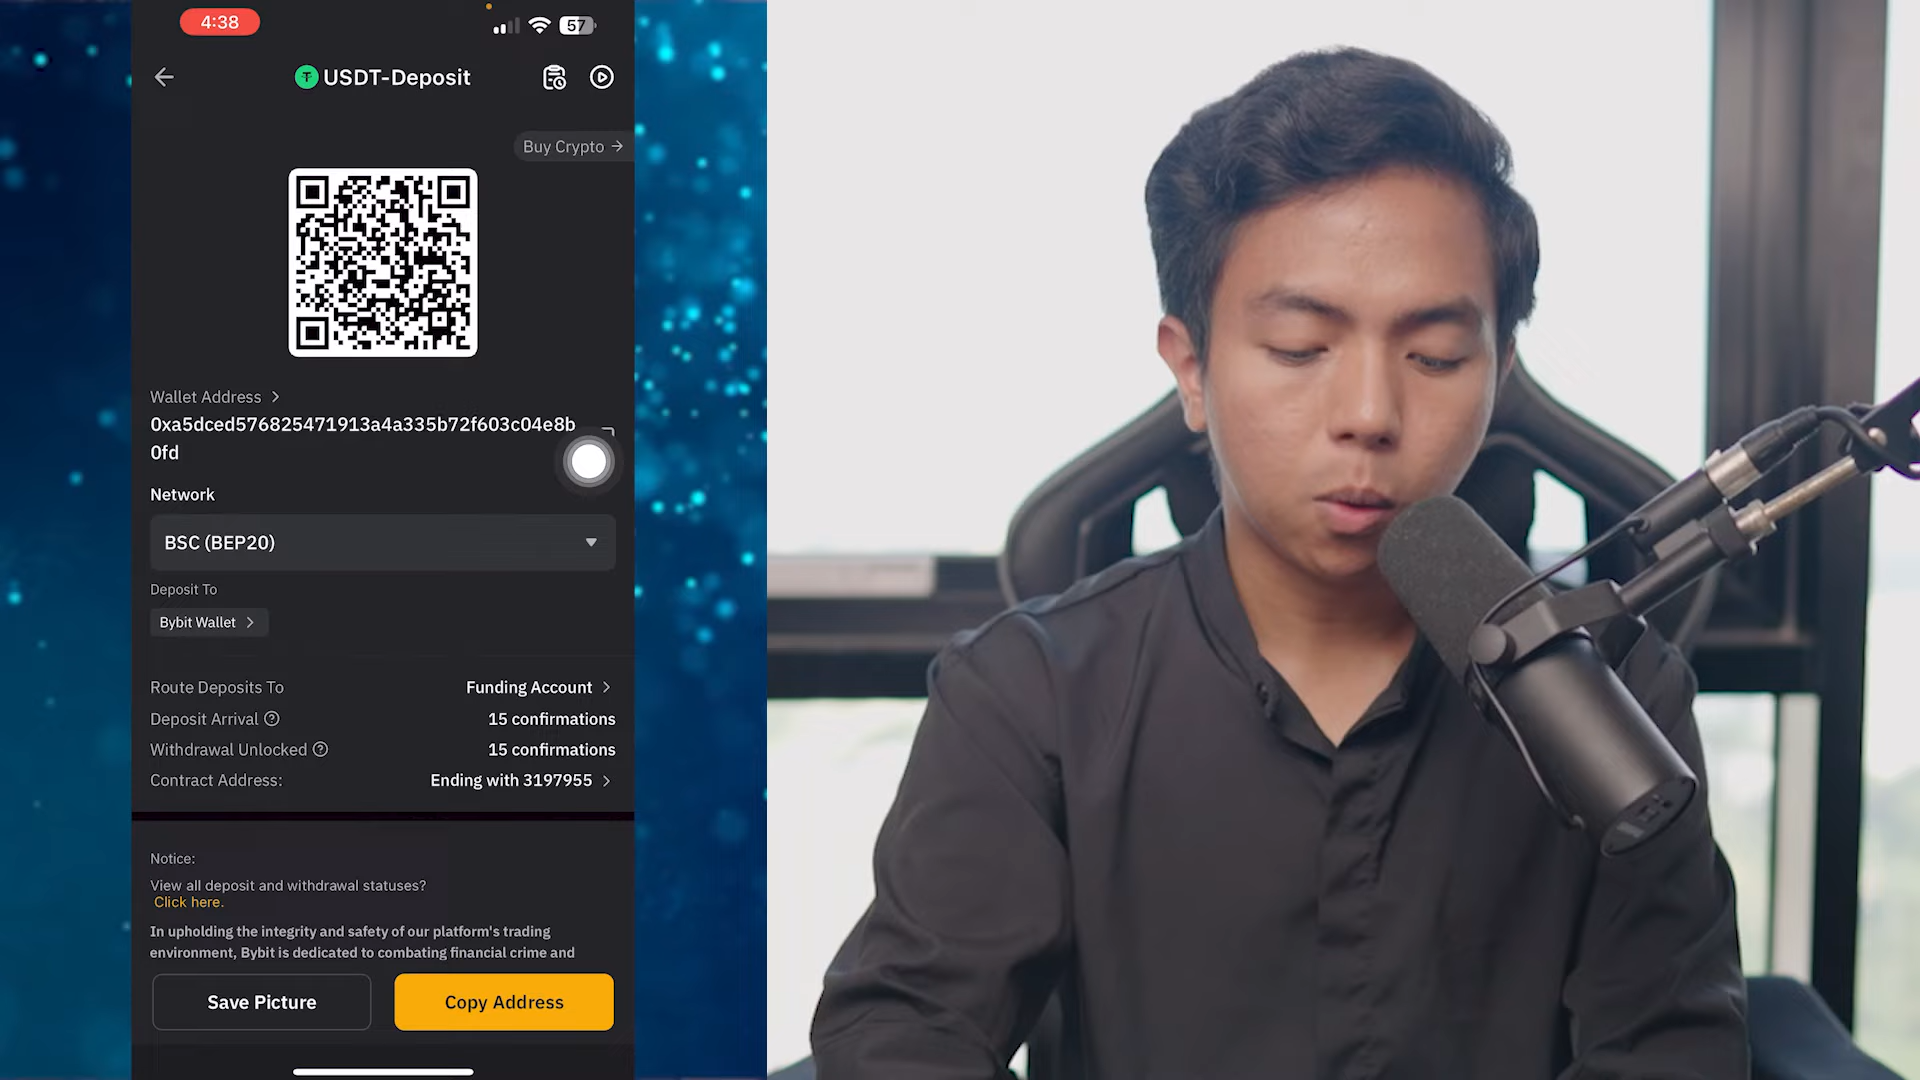 4:38
57
USDT-Deposit
Buy Crypto →
Wallet Address >
0xa5dced576825471913a4a335b72f603c04e8b
0fd
Network
BSC (BEP20)
Deposit To
Bybit Wallet >
Route Deposits To Funding Account >
Deposit Arrival 15 confirmations
Withdrawal Unlocked 15 confirmations
Contract Address: Ending with 3197955 >
Notice:
View all deposit and withdrawal statuses?
Click here.
In upholding the integrity and safety of our platform's trading
environment, Bybit is dedicated to combating financial crime and
Save Picture Copy Address